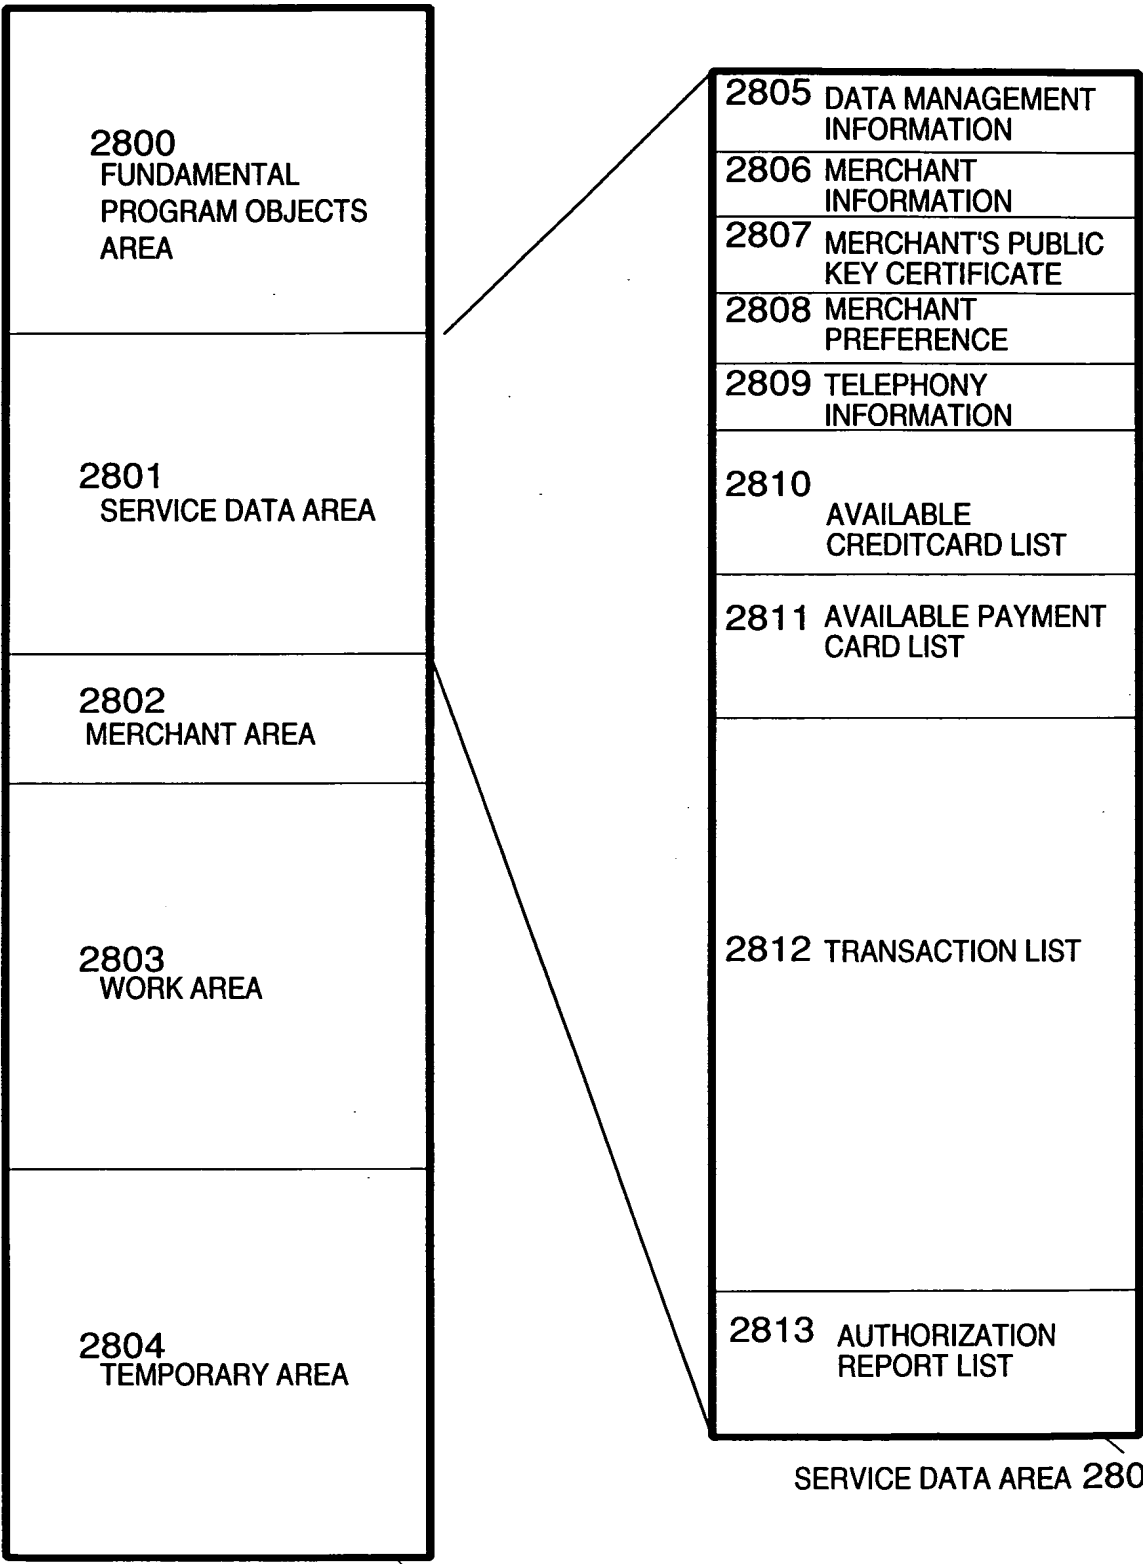 2800
FUNDAMENTAL
PROGRAM OBJECTS
AREA
2801
SERVICE DATA AREA
2802
MERCHANT AREA
2803
WORK AREA
2804
TEMPORARY AREA
2805 DATA MANAGEMENT
INFORMATION
2806 MERCHANT
INFORMATION
2807 MERCHANT'S PUBLIC
KEY CERTIFICATE
2808 MERCHANT
PREFERENCE
2809 TELEPHONY
INFORMATION
2810
AVAILABLE
CREDITCARD LIST
2811 AVAILABLE PAYMENT
CARD LIST
2812 TRANSACTION LIST
2813 AUTHORIZATION
REPORT LIST
SERVICE DATA AREA 280